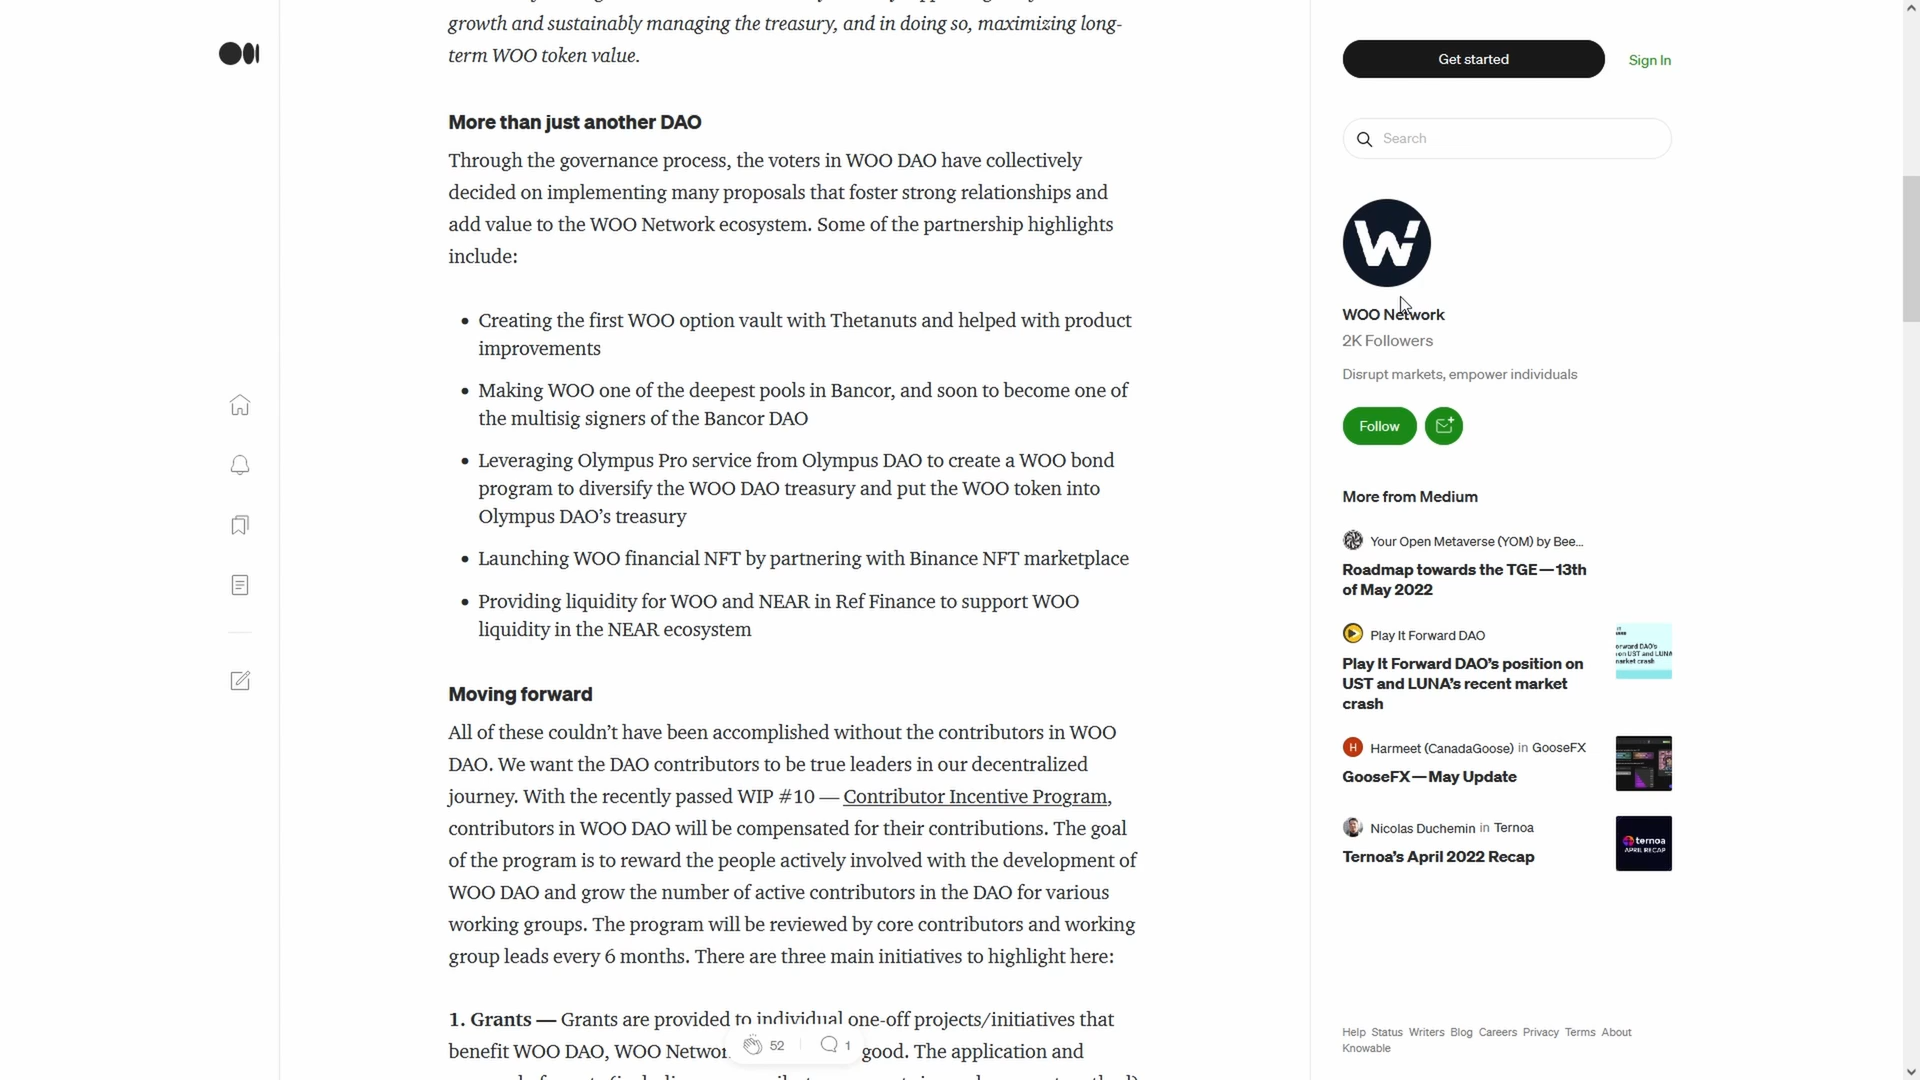 growth and sustainably managing the treasury, and in doing so, maximizing long-
term WOO token value.
More than just another DAO
Through the governance process, the voters in WOO DAO have collectively
decided on implementing many proposals that foster strong relationships and
add value to the WOO Network ecosystem. Some of the partnership highlights
include:
• Creating the first WOO option vault with Thetanuts and helped with product
improvements
• Making WOO one of the deepest pools in Bancor, and soon to become one of
the multisig signers of the Bancor DAO
• Leveraging Olympus Pro service from Olympus DAO to create a WOO bond
program to diversify the WOO DAO treasury and put the WOO token into
Olympus DAO’s treasury
• Launching WOO financial NFT by partnering with Binance NFT marketplace
• Providing liquidity for WOO and NEAR in Ref Finance to support WOO
liquidity in the NEAR ecosystem
Moving forward
All of these couldn’t have been accomplished without the contributors in WOO
DAO. We want the DAO contributors to be true leaders in our decentralized
journey. With the recently passed WIP #10 — Contributor Incentive Program,
contributors in WOO DAO will be compensated for their contributions. The goal
of the program is to reward the people actively involved with the development of
WOO DAO and grow the number of active contributors in the DAO for various
working groups. The program will be reviewed by core contributors and working
group leads every 6 months. There are three main initiatives to highlight here:
1. Grants — Grants are provided to individual one-off projects/initiatives that
benefit WOO DAO, WOO good. The application and
52
1
Get started
Sign In
Search
W
WOO Network
2K Followers
Disrupt markets, empower individuals
Follow
More from Medium
Your Open Metaverse (YOM) by Bee...
Roadmap towards the TGE — 13th
of May 2022
Play It Forward DAO
Play It Forward DAO’s position on
UST and LUNA’s recent market
crash
orward DAO's
on UST and LUNA
market crash
H
Harmeet (CanadaGoose) in GooseFX
GooseFX — May Update
Nicolas Duchemin in Ternoa
Ternoa’s April 2022 Recap
ternoa
APRIL RECAP
Help Status Writers Blog Careers Privacy Terms About
Knowable